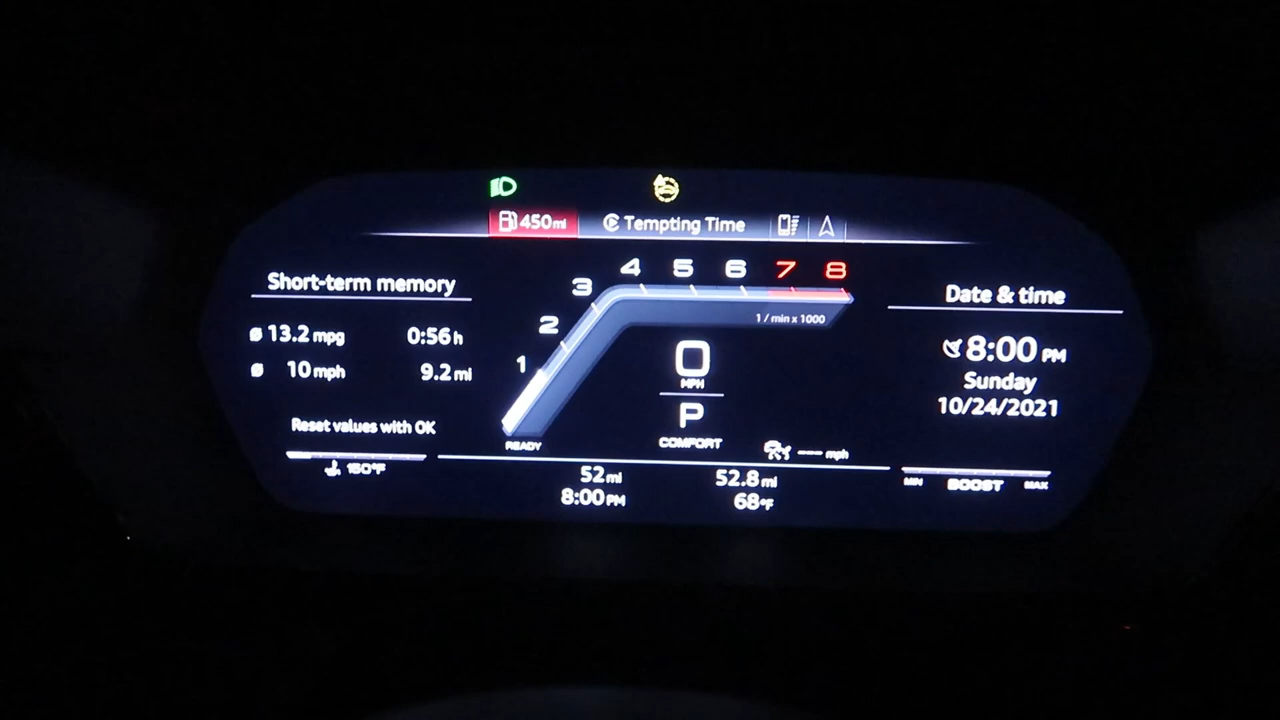 450mi Tempting Time
Short-term memory
13.2 mpg 0:56 h
10 mph 9.2 mi
Reset values with OK
150°F
1 2 3 4 5 6 7 8
1 / min x 1000
0
MPH
P
COMFORT
READY
--- mph
52 mi 52.8 mi
8:00 PM 68°F
Date & time
8:00 PM
Sunday
10/24/2021
MIN BOOST MAX